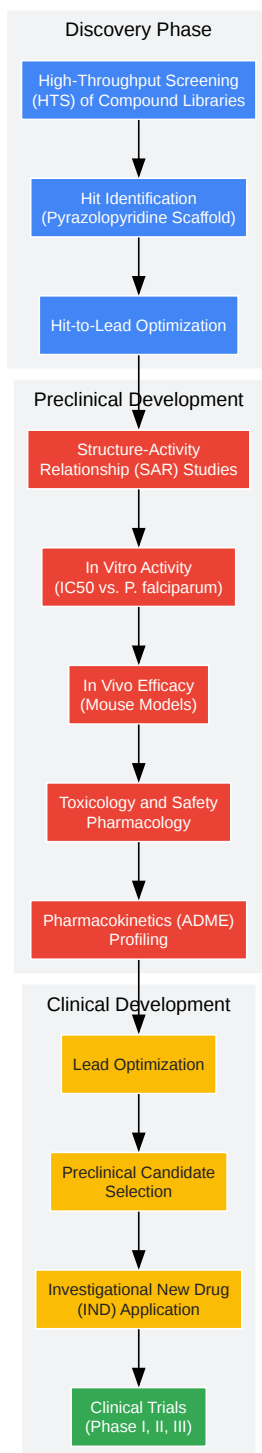 Discovery Phase
High-Throughput Screening
(HTS) of Compound Libraries
Hit Identification
(Pyrazolopyridine Scaffold)
Hit-to-Lead Optimization
Preclinical Development
Structure-Activity
Relationship (SAR) Studies
In Vitro Activity
(IC50 vs. P. falciparum)
In Vivo Efficacy
(Mouse Models)
Toxicology and Safety
Pharmacology
Pharmacokinetics (ADME)
Profiling
Clinical Development
Lead Optimization
Preclinical Candidate
Selection
Investigational New Drug
(IND) Application
Clinical Trials
(Phase I, II, III)